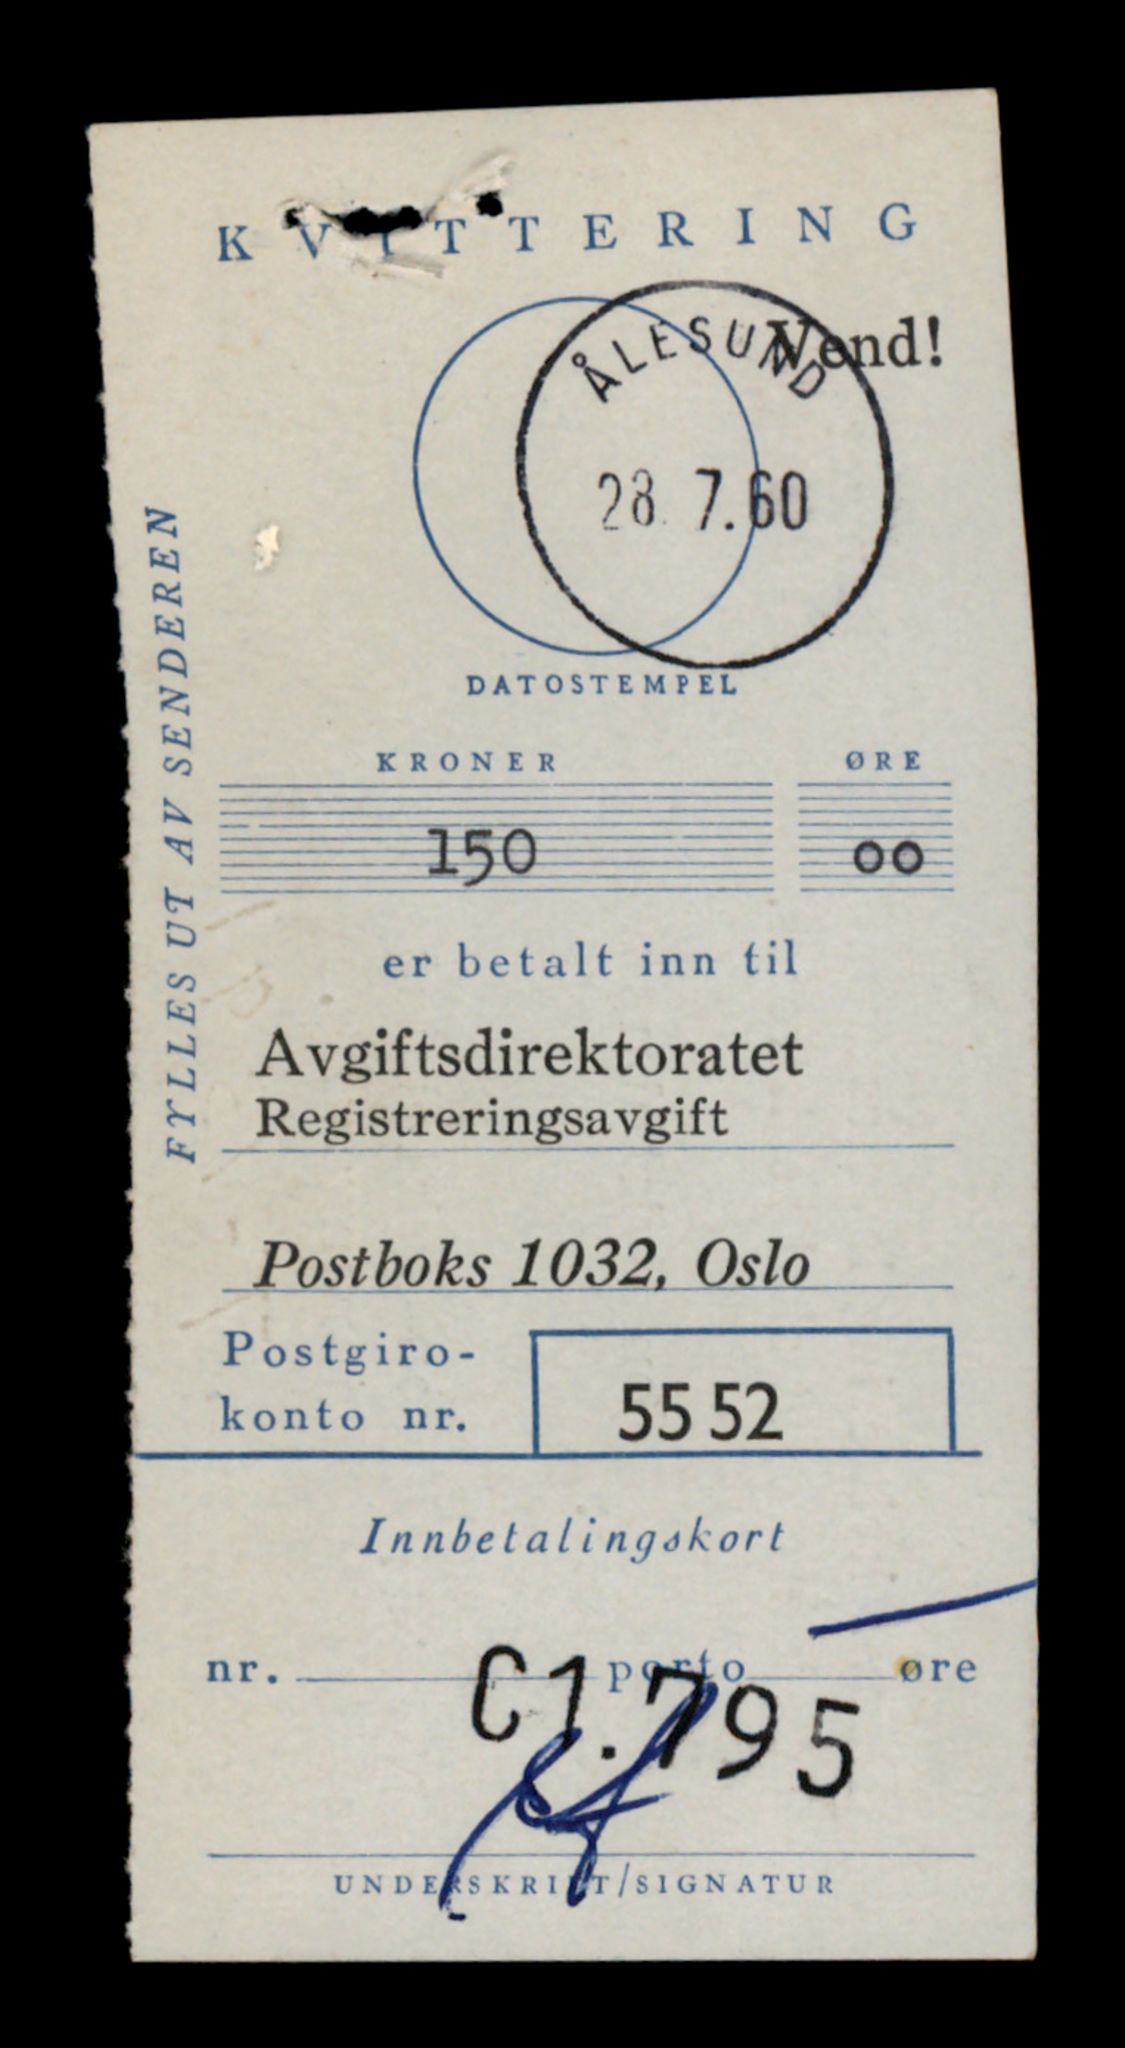 KVITTERING
Vend!
ÅLESUND
28. 7. 60
DATOSTEMPEL
FYLLES UT AV SENDEREN
KRONER ØRE
150 00
er betalt inn til
Avgiftsdirektoratet
Registreringsavgift
Postboks 1032, Oslo
Postgiro-
konto nr. 55 52
Innbetalingskort
nr. porto øre
C1.795
UNDERSKRIFT/SIGNATUR